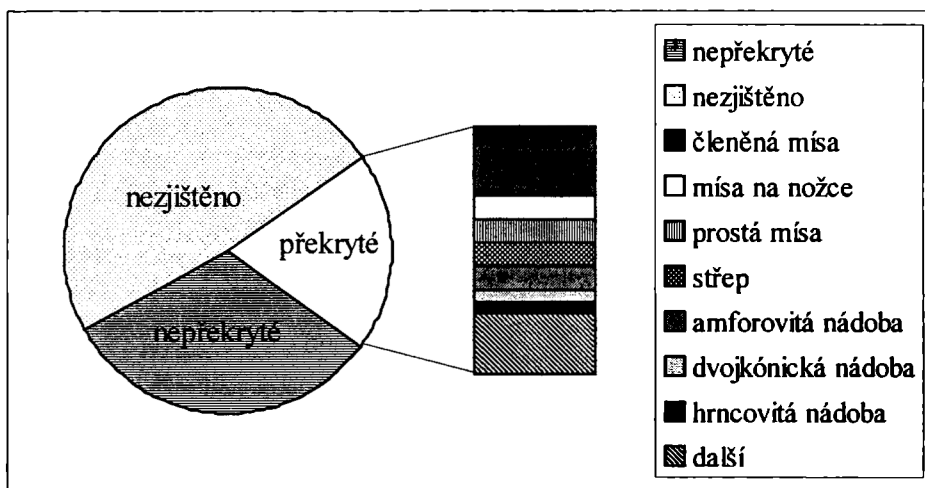 nezjištěno
překryté
nepřekryté
nepřekryté
nezjištěno
členěná mísa
mísa na nožce
prostá mísa
střep
amforovitá nádoba
dvojkónická nádoba
hrncovitá nádoba
další